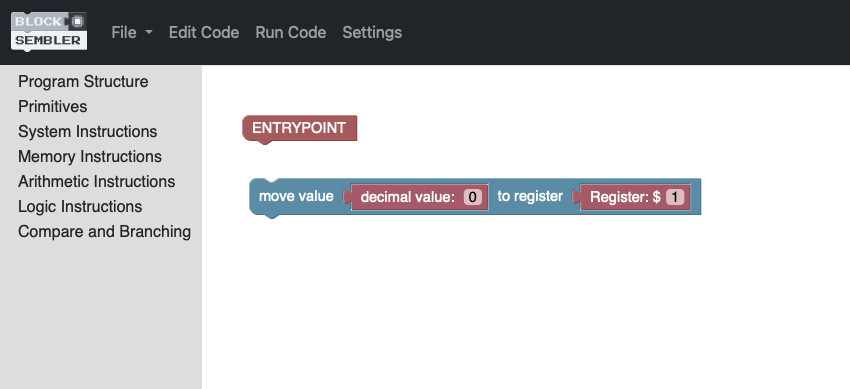 BLOCK
SEMBLER
File Edit Code Run Code Settings
Program Structure
Primitives
System Instructions
Memory Instructions
Arithmetic Instructions
Logic Instructions
Compare and Branching
ENTRYPOINT
move value decimal value: 0 to register Register: $ 1